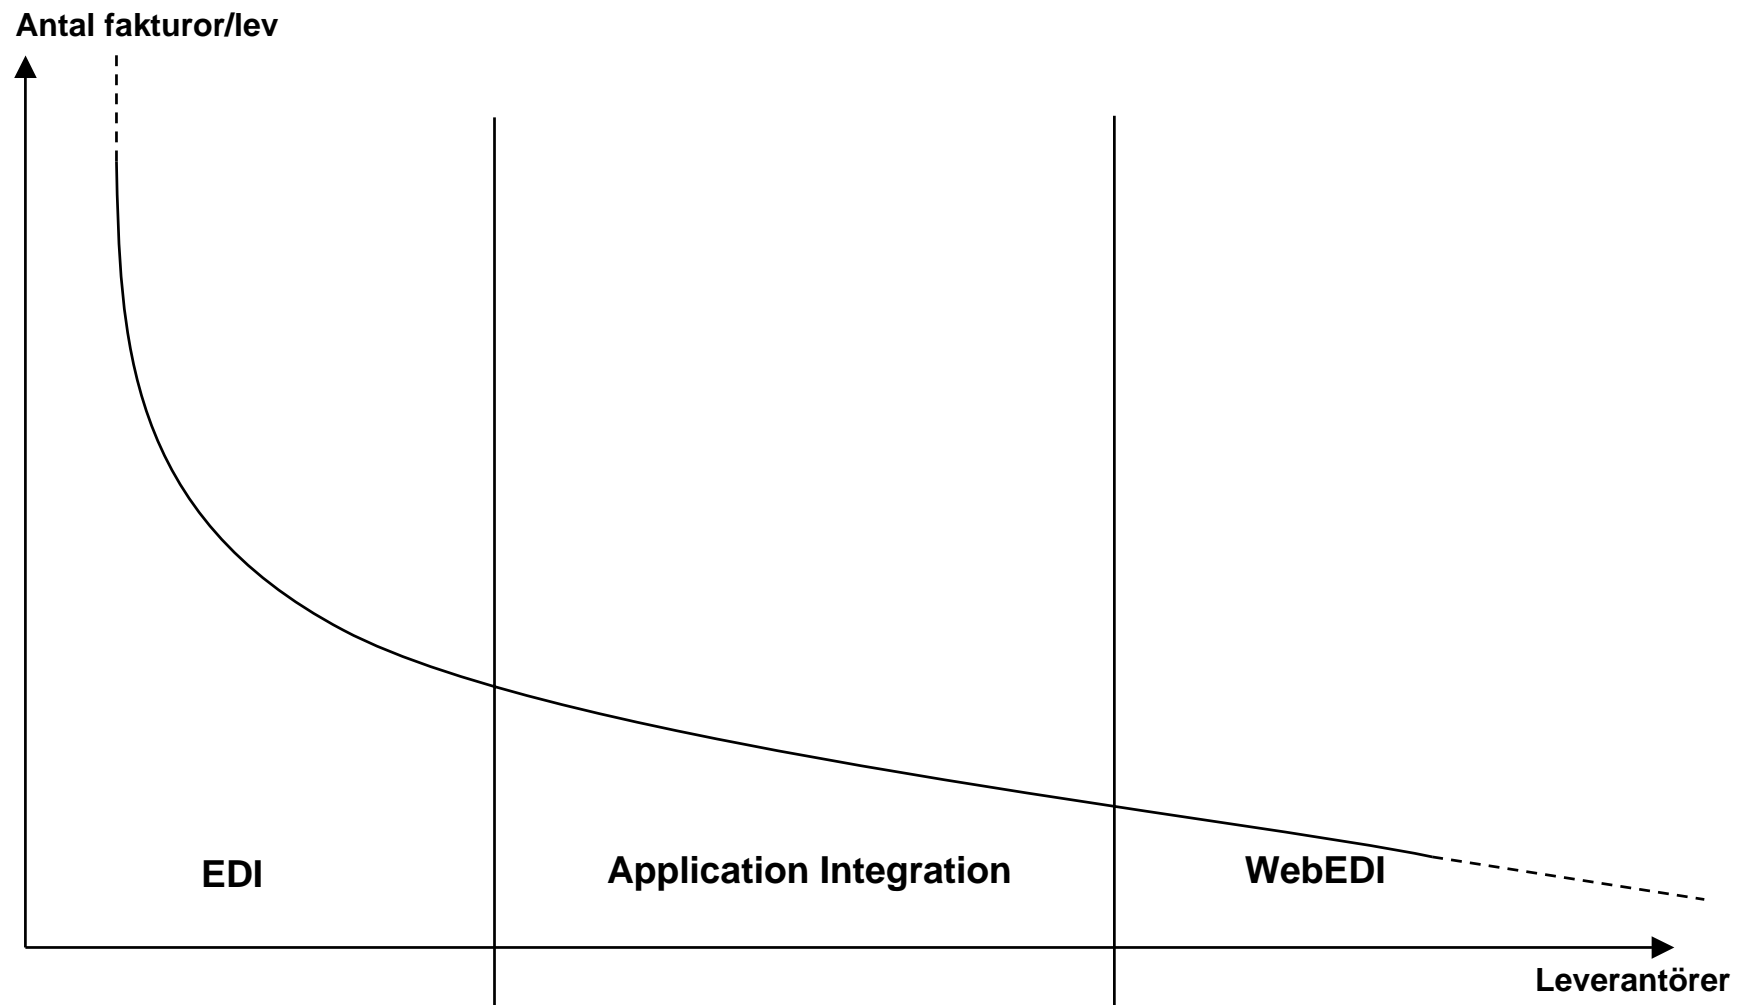 Antal fakturor/lev
EDI
Application Integration
WebEDI
Leverantörer